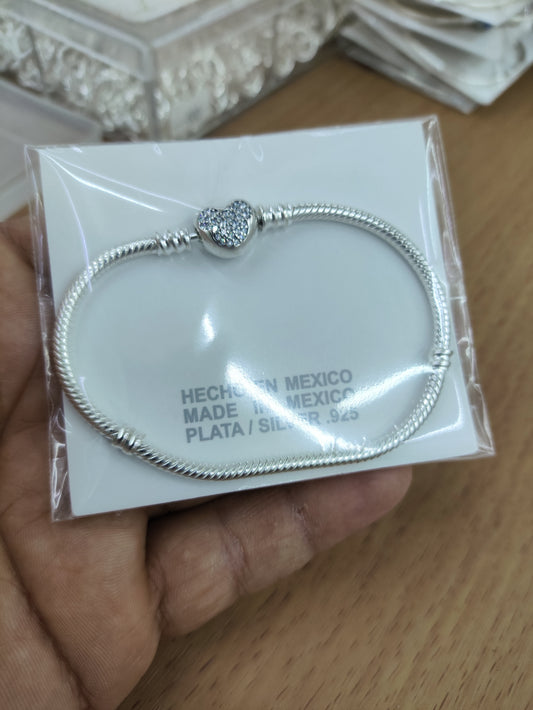 HECHO EN MEXICO
MADE IN MEXICO
PLATA / SILVER .925